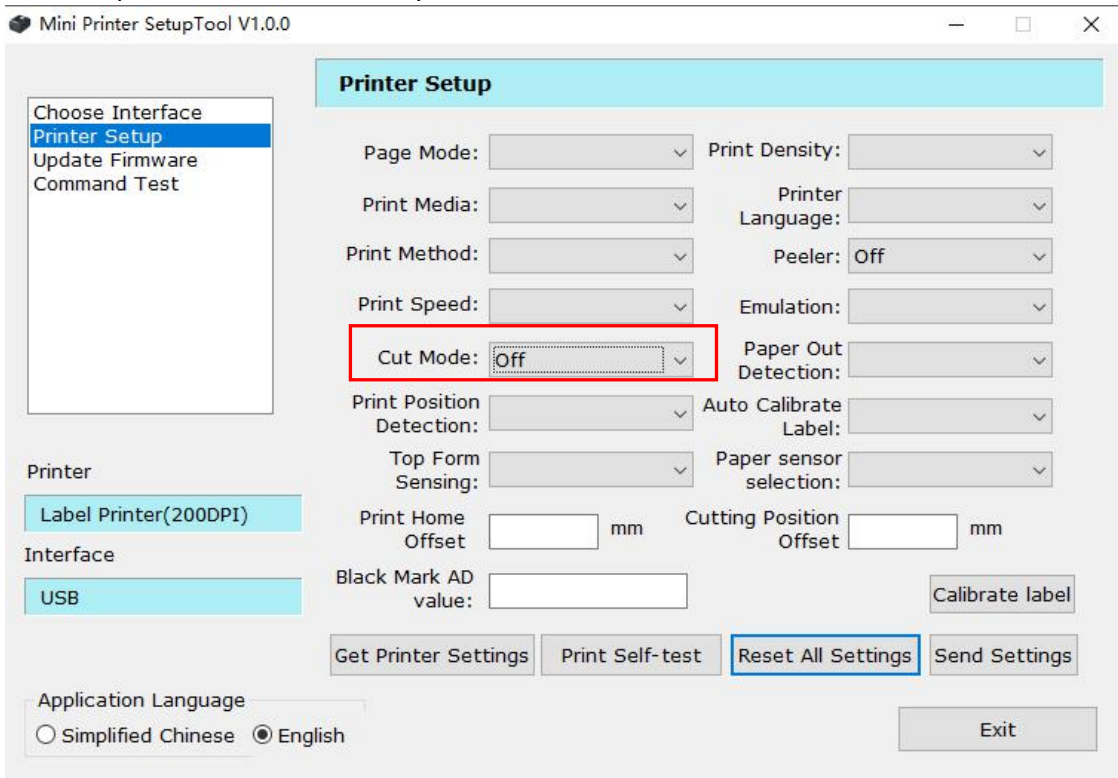 Mini Printer SetupTool V1.0.0
Printer Setup
Choose Interface
Printer Setup
Update Firmware
Command Test
Page Mode:
Print Density:
Print Media:
Printer
Language:
Print Method:
Peeler: Off
Print Speed:
Emulation:
Cut Mode: Off
Paper Out
Detection:
Print Position
Detection:
Auto Calibrate
Label:
Top Form
Sensing:
Paper sensor
selection:
Print Home
Offset
mm
Cutting Position
Offset
mm
Black Mark AD
value:
Calibrate label
Get Printer Settings
Print Self-test
Reset All Settings
Send Settings
Printer
Label Printer(200DPI)
Interface
USB
Application Language
Simplified Chinese
English
Exit